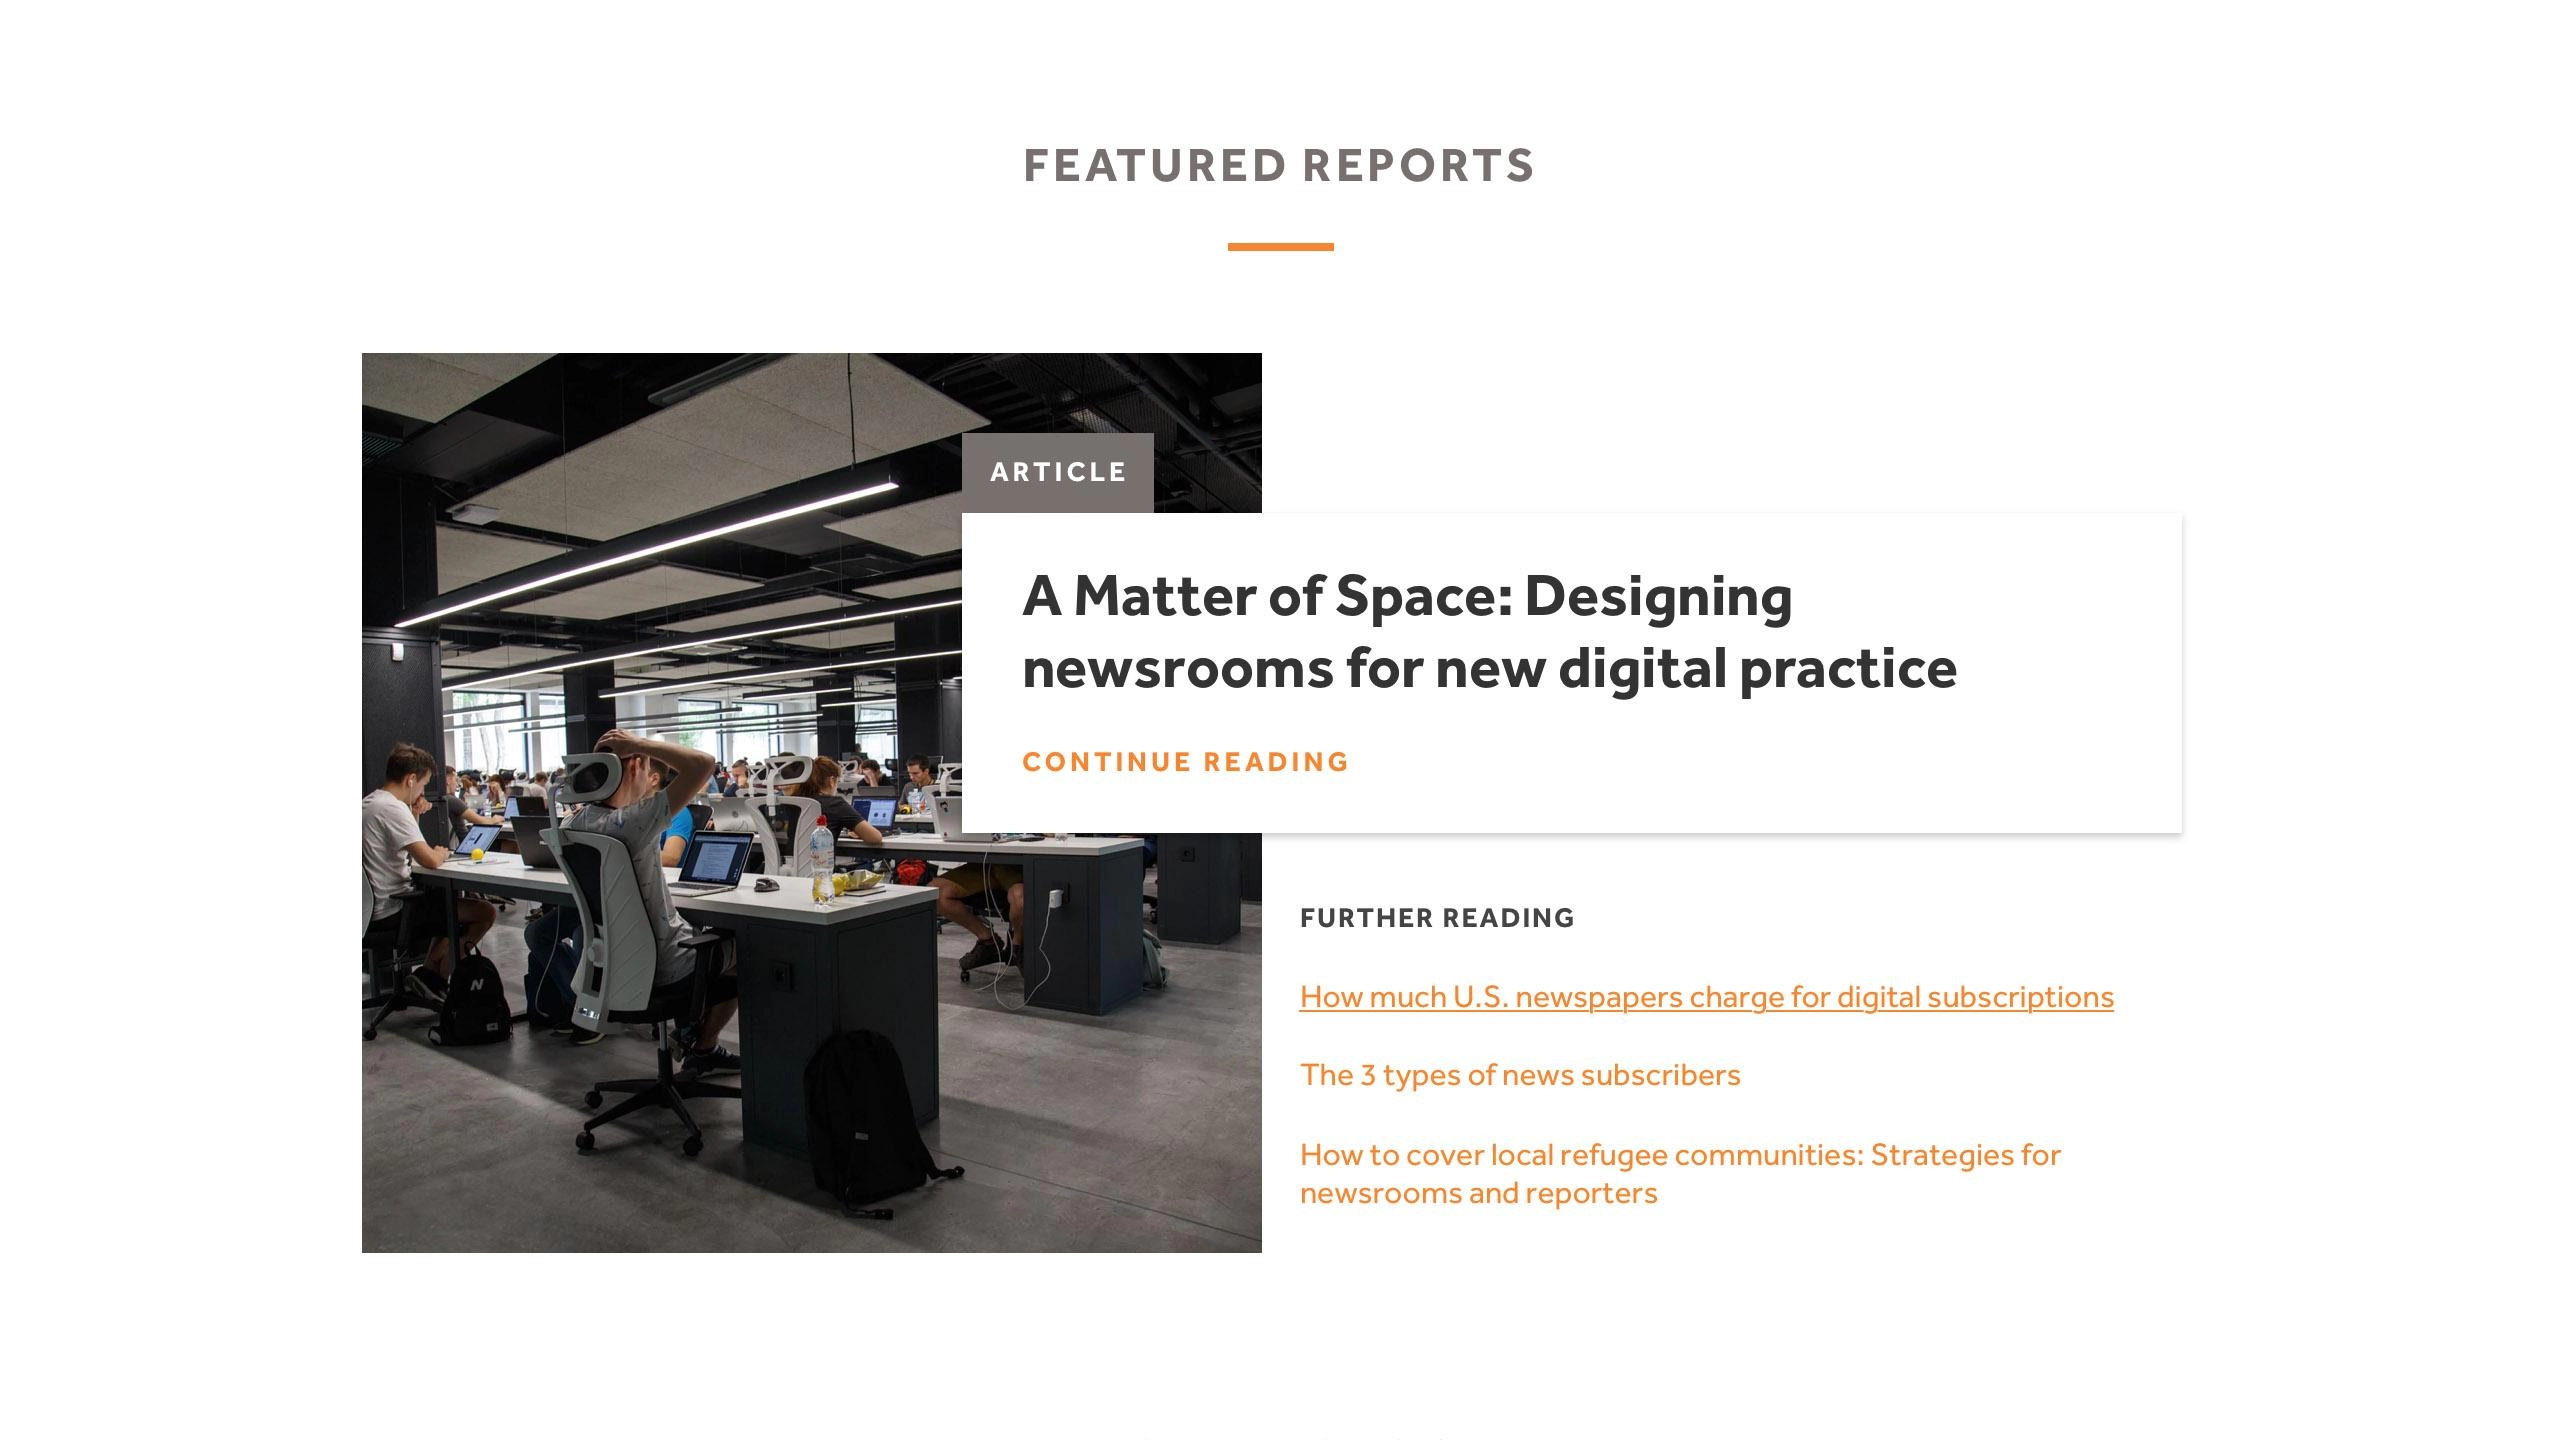 FEATURED REPORTS
ARTICLE
A Matter of Space: Designing
newsrooms for new digital practice
CONTINUE READING
FURTHER READING
How much U.S. newspapers charge for digital subscriptions
The 3 types of news subscribers
How to cover local refugee communities: Strategies for
newsrooms and reporters